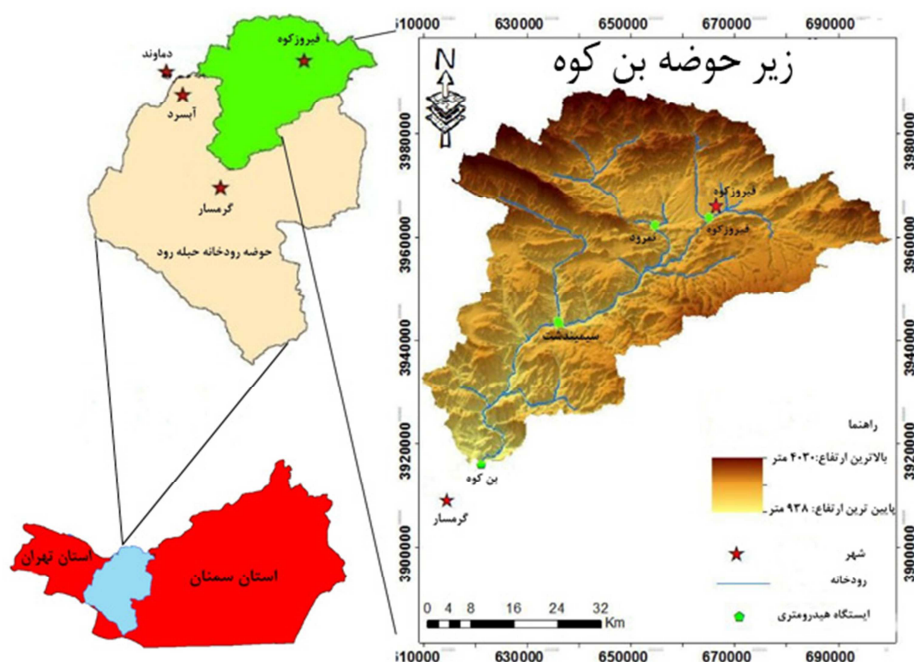 زیر حوضه بن کوه
N
510000 630000 650000 670000 690000
فیروزکوه
دماوند
آبسرد
گرمسار
حوضه رودخانه حبله رود
استان تهران
استان سمنان
3980000
3960000
3940000
3920000
3900000
3980000
3960000
3940000
3920000
3900000
فیروزکوه
فیروزکوه
نمرود
سیمیندشت
بن کوه
گرمسار
راهنما
بالاترین ارتفاع: ۴۰۳۰ متر
پایین ترین ارتفاع: ۹۳۸ متر
شهر
رودخانه
ایستگاه هیدرومتری
0 4 8 16 24 32
Km
510000 630000 650000 670000 690000